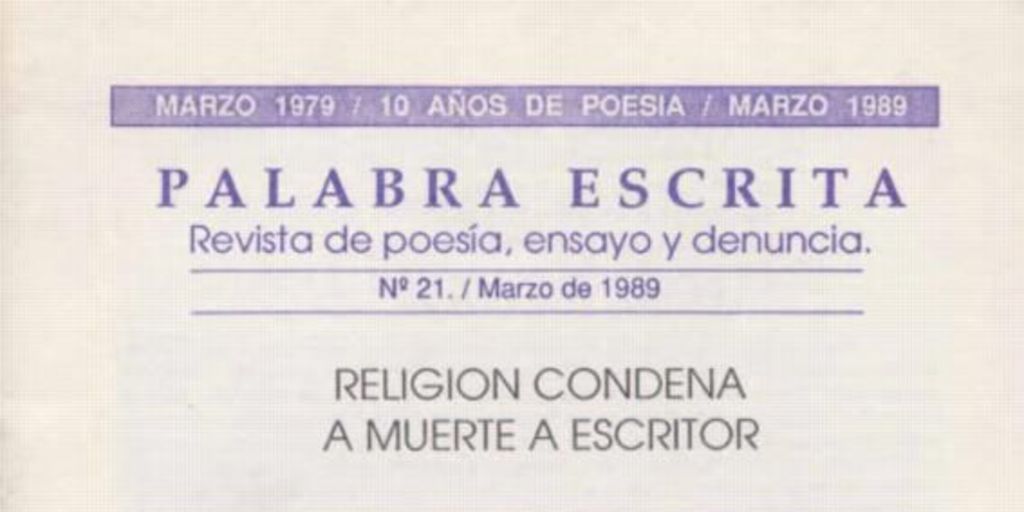 MARZO 1979 / 10 AÑOS DE POESIA / MARZO 1989
PALABRA ESCRITA
Revista de poesía, ensayo y denuncia.
Nº 21. / Marzo de 1989
RELIGION CONDENA
A MUERTE A ESCRITOR